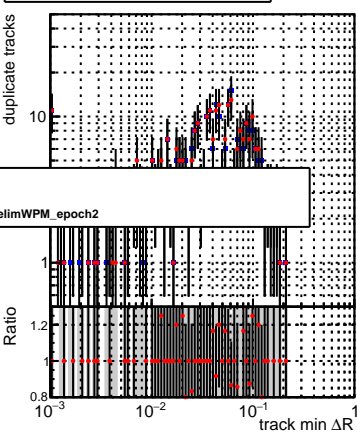 duplicate tracks
10
elimWPM_epoch2
1
Ratio
1.2
1
0.8
10⁻³ 10⁻² 10⁻¹ 1
track min ΔR